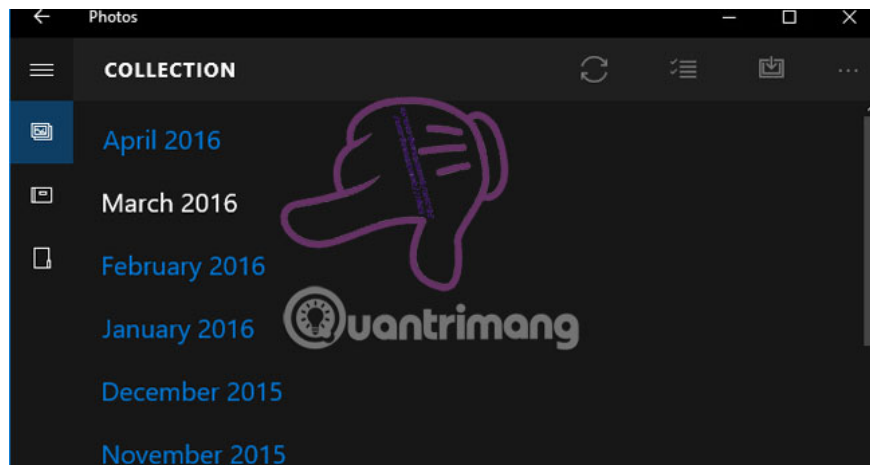 Photos
COLLECTION
April 2016
March 2016
February 2016
January 2016
Quantrimang
December 2015
November 2015